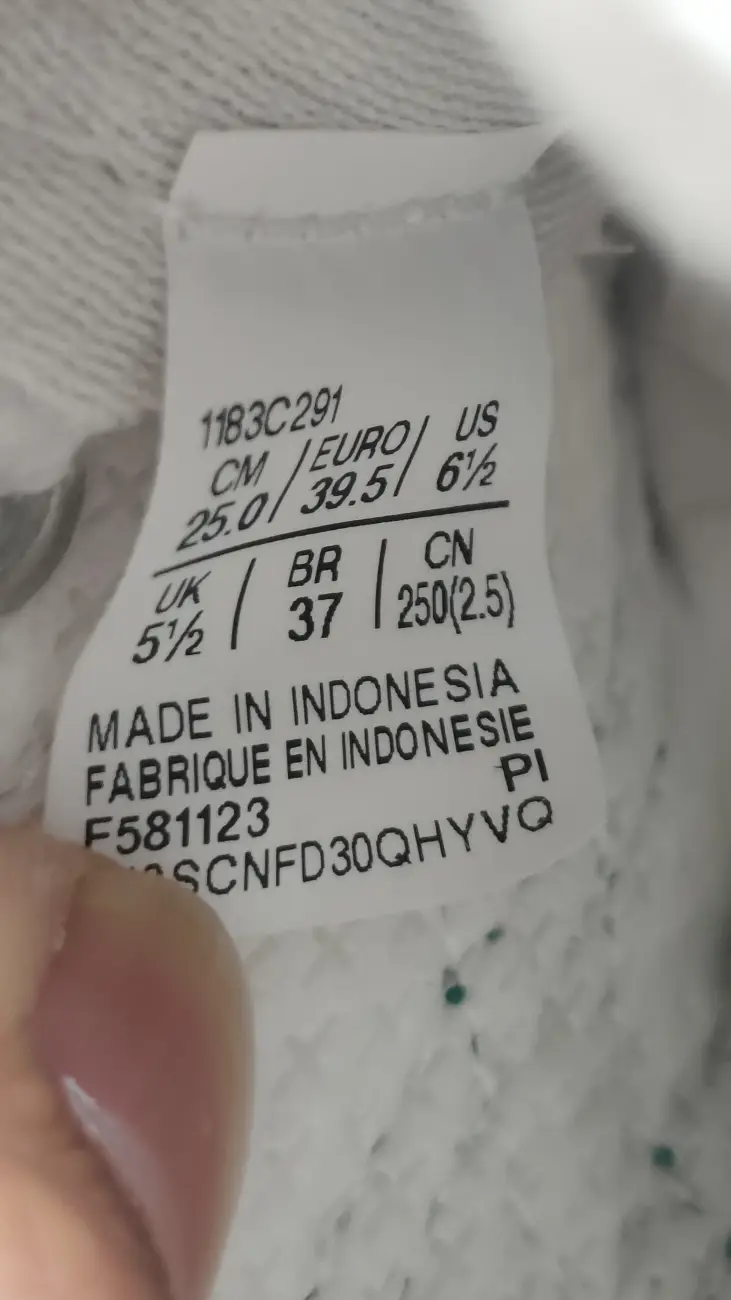 1183C291
CM / EURO / US
25.0 / 39.5 / 6½
UK / BR / CN
5½ / 37 / 250(2.5)
MADE IN INDONESIA
FABRIQUE EN INDONESIE
F581123 PI
SCNFD30QHYVQ